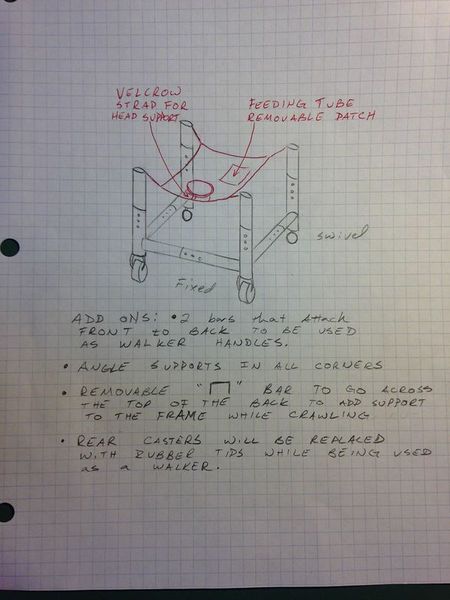 VELCROW
STRAD FOR
HEAD SUPPORT
FEEDING TUBE
REMOVABLE PATCH
swivel
Fixed
ADD ONS: • 2 bars that attach
FRONT to BACK TO BE USED
AS WALKER HANDLES.
• ANGLE SUPPORTS IN ALL CORNERS
• REMOVABLE " " BAR TO GO ACROSS
THE TOP OF THE BACK TO ADD SUPPORT
TO THE FRAME WHILE CRAWLING
• REAR CASTERS WILL BE REPLACED
WITH RUBBER TIPS WHILE BEING USED
as a WALKER.